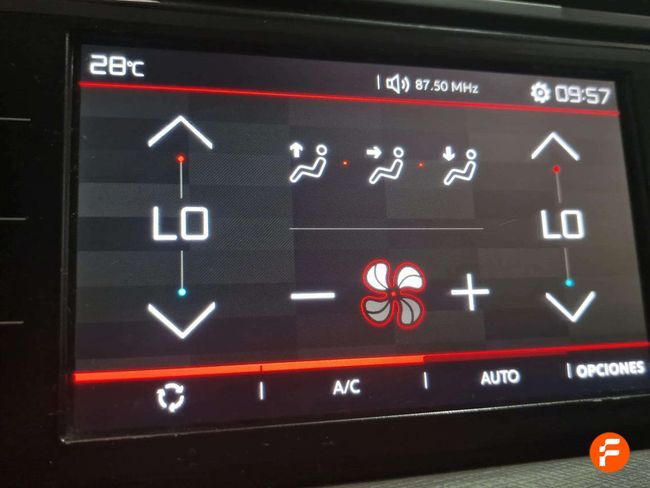 28°C
87.50 MHz
09:57
LO
LO
A/C
AUTO
OPCIONES